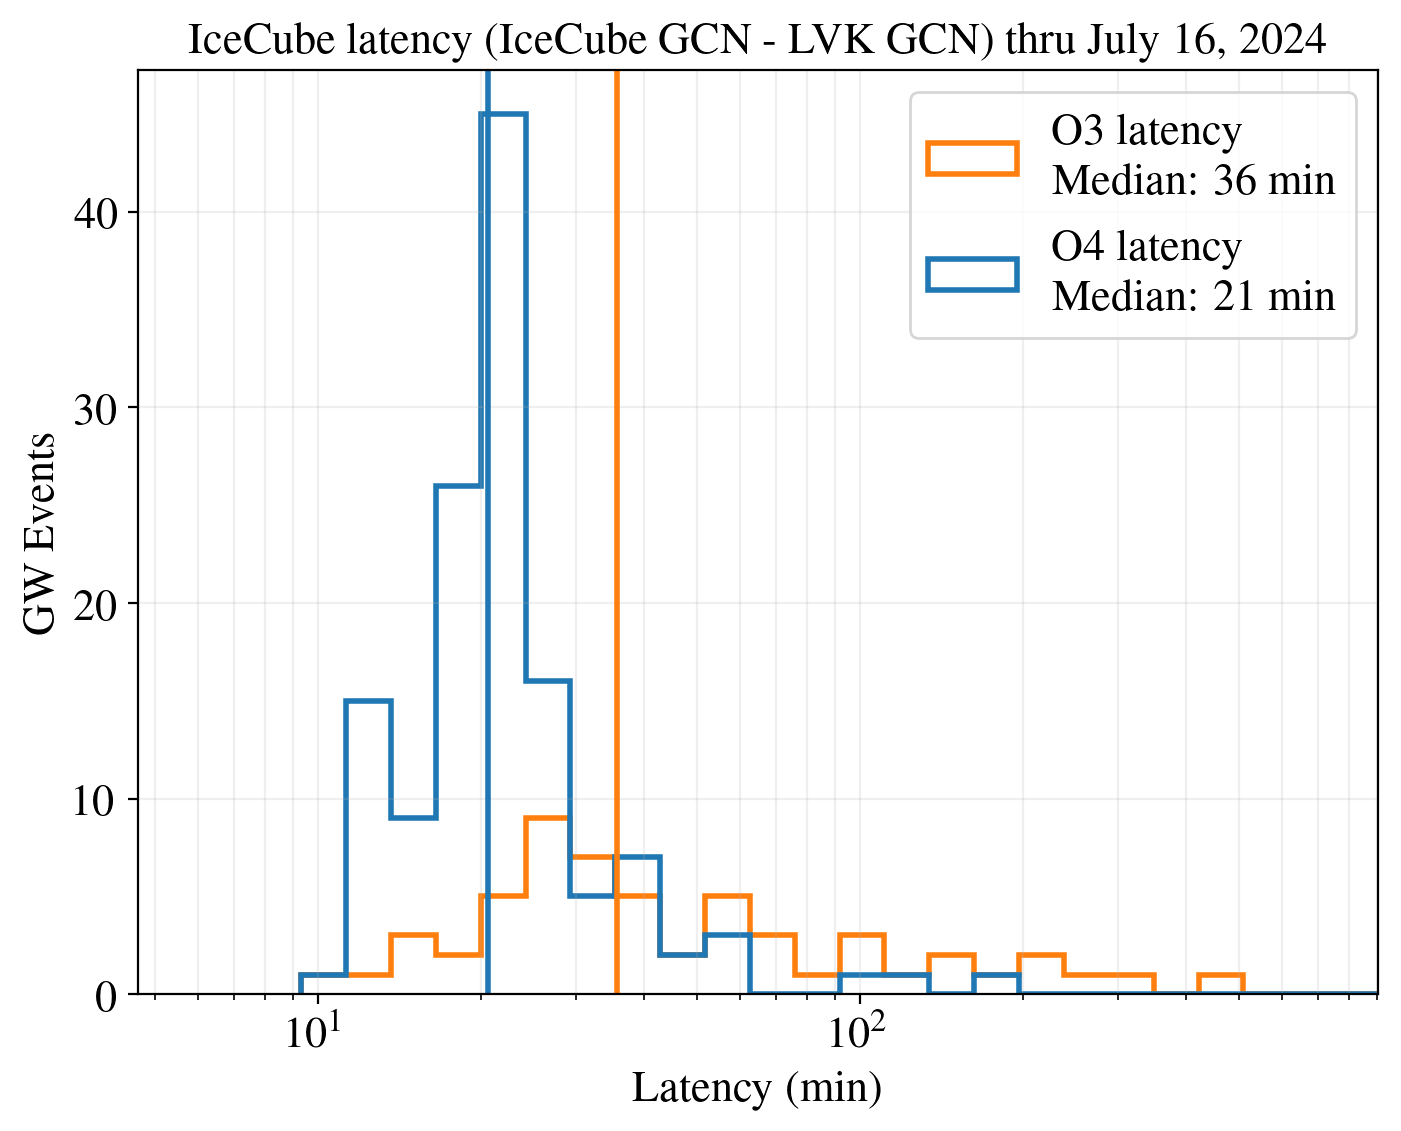 IceCube latency (IceCube GCN - LVK GCN) thru July 16, 2024
O3 latency
Median: 36 min
O4 latency
Median: 21 min
GW Events
40
30
20
10
0
10¹
10²
Latency (min)